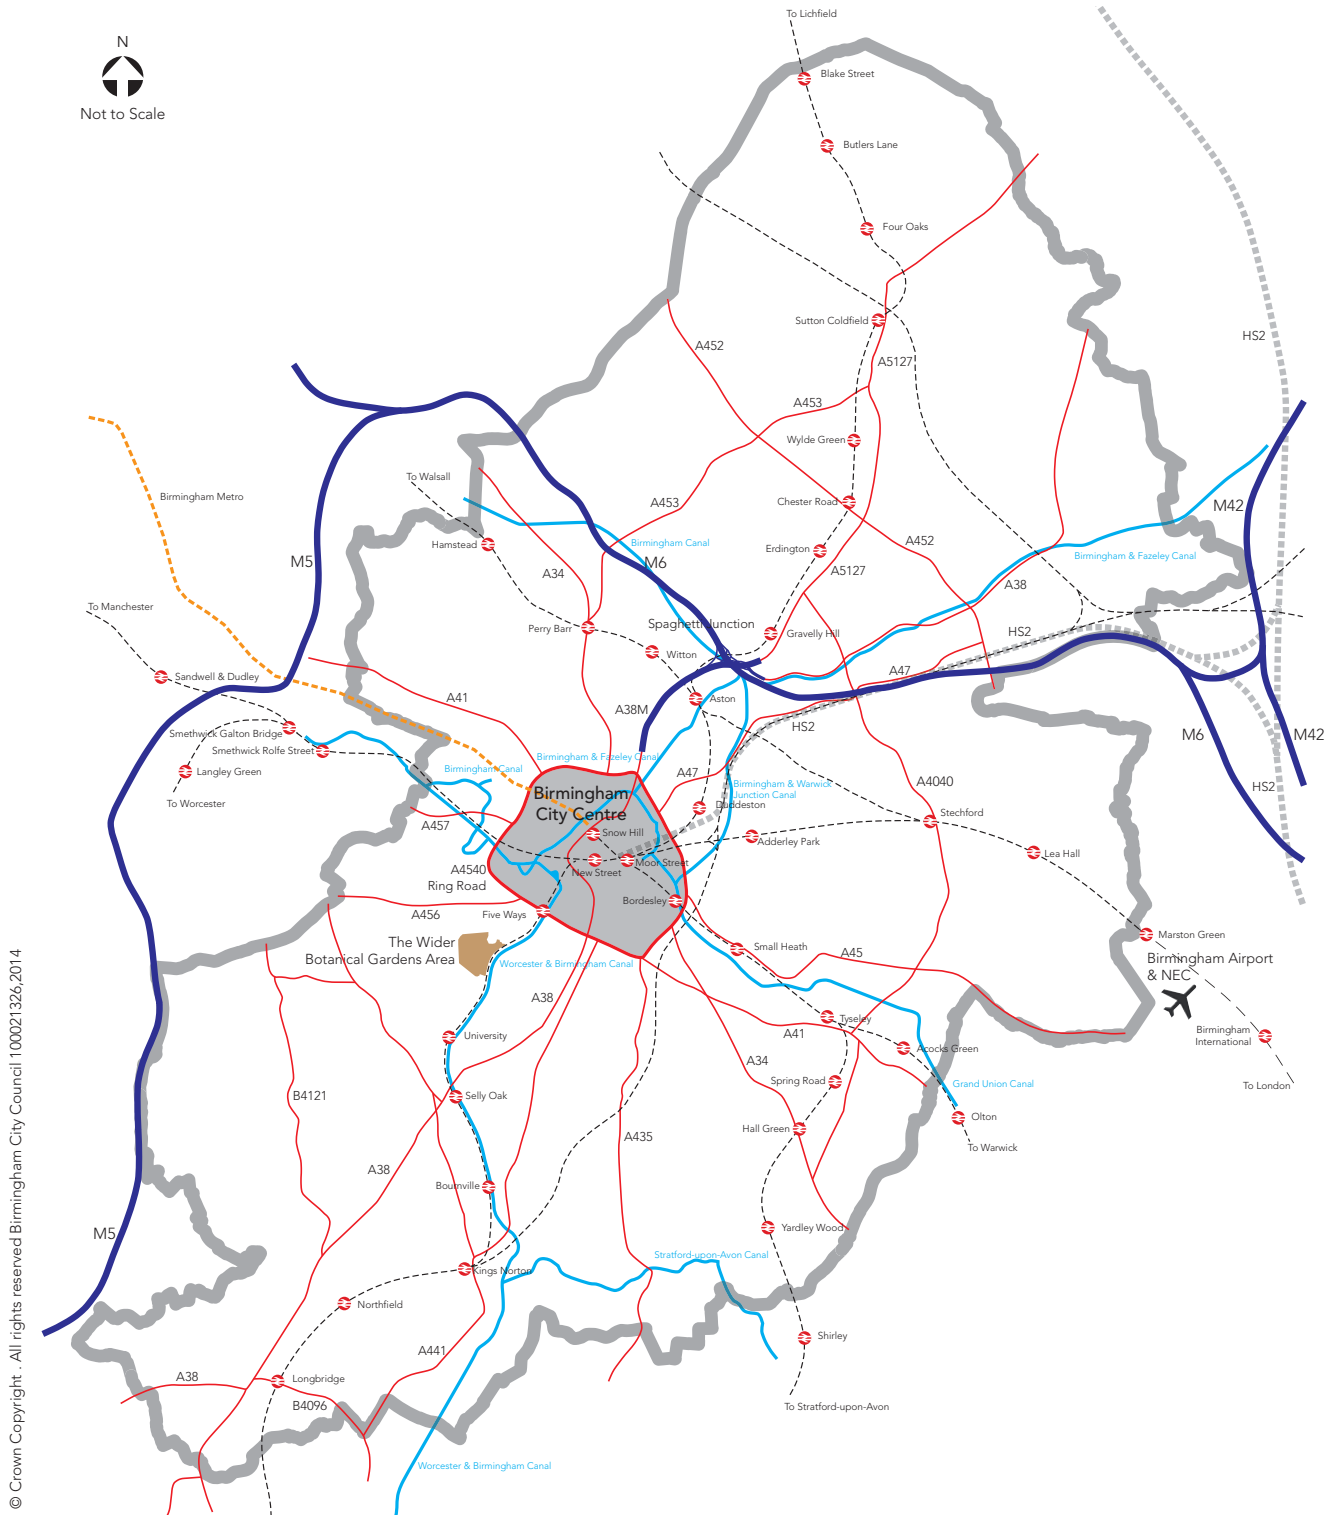 To Lichfield
N
Not to Scale
Blake Street
Butlers Lane
Four Oaks
Sutton Coldfield
HS2
A452
A5127
A453
Wylde Green
Birmingham Metro
To Walsall
A453
Chester Road
M42
Hamstead
Birmingham Canal
Erdington
A452
Birmingham & Fazeley Canal
M5
M6
A34
A5127
A38
To Manchester
Perry Barr
Spaghetti Junction
Gravelly Hill
HS2
Witton
Sandwell & Dudley
A47
A41
Aston
A38M
HS2
Smethwick Galton Bridge
Smethwick Rolfe Street
M6
M42
Langley Green
Birmingham Canal
Birmingham & Fazeley Canal
A47
Birmingham & Warwick
Junction Canal
A4040
HS2
To Worcester
Birmingham
City Centre
Duddeston
Stechford
A457
Snow Hill
Adderley Park
Lea Hall
A4540
Ring Road
New Street
Moor Street
Bordesley
A456
Five Ways
The Wider
Botanical Gardens Area
Worcester & Birmingham Canal
Small Heath
A45
Marston Green
Birmingham Airport
& NEC
A38
University
A41
Tyseley
Acocks Green
Birmingham
International
A34
Spring Road
Grand Union Canal
To London
B4121
Selly Oak
Hall Green
Olton
A435
To Warwick
A38
Bournville
M5
Yardley Wood
Stratford-upon-Avon Canal
Kings Norton
Northfield
Shirley
A441
A38
Longbridge
B4096
To Stratford-upon-Avon
Worcester & Birmingham Canal
© Crown Copyright . All rights reserved Birmingham City Council 100021326,2014